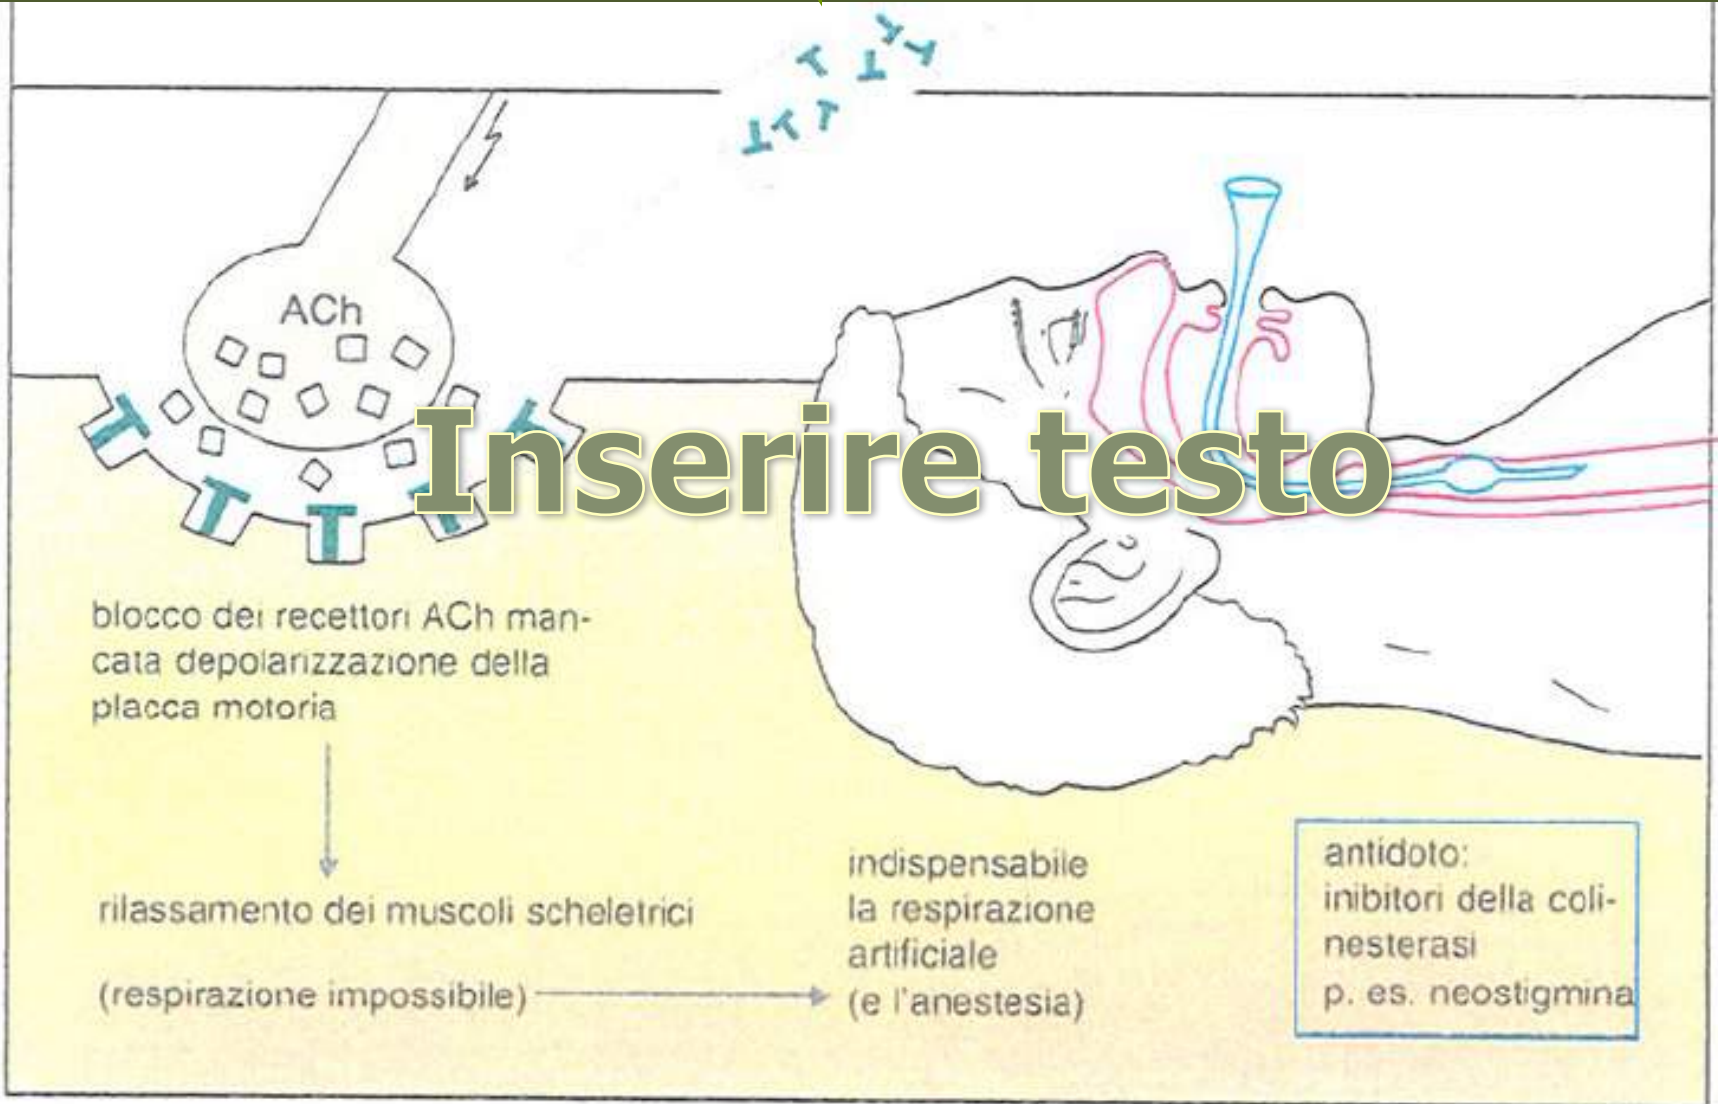 ACh
Inserire testo
blocco dei recettori ACh man-
cata depolarizzazione della
placca motoria
rilassamento dei muscoli scheletrici
(respirazione impossibile)
indispensabile
la respirazione
artificiale
(e l'anestesia)
antidoto:
inibitori della coli-
nesterasi
p. es. neostigmina